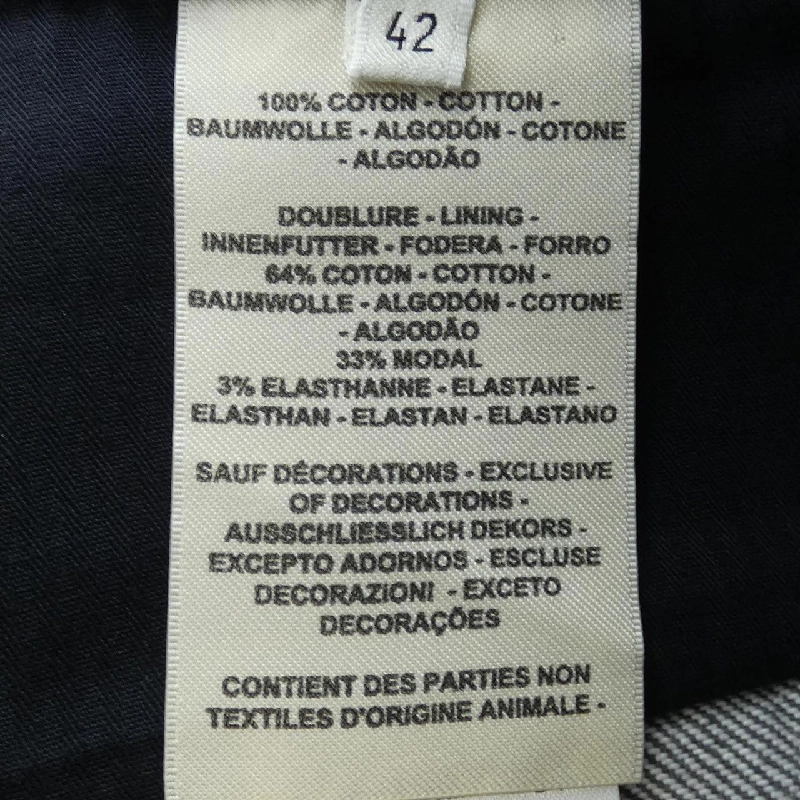 42
100% COTON - COTTON -
BAUMWOLLE - ALGODÓN - COTONE
- ALGODÃO
DOUBLURE - LINING -
INNENFUTTER - FODERA - FORRO
64% COTON - COTTON -
BAUMWOLLE - ALGODÓN - COTONE
- ALGODÃO
33% MODAL
3% ELASTHANNE - ELASTANE -
ELASTHAN - ELASTAN - ELASTANO
SAUF DÉCORATIONS - EXCLUSIVE
OF DECORATIONS -
AUSSCHLIESSLICH DEKORS -
EXCEPTO ADORNOS - ESCLUSE
DECORAZIONI - EXCETO
DECORAÇÕES
CONTIENT DES PARTIES NON
TEXTILES D'ORIGINE ANIMALE -